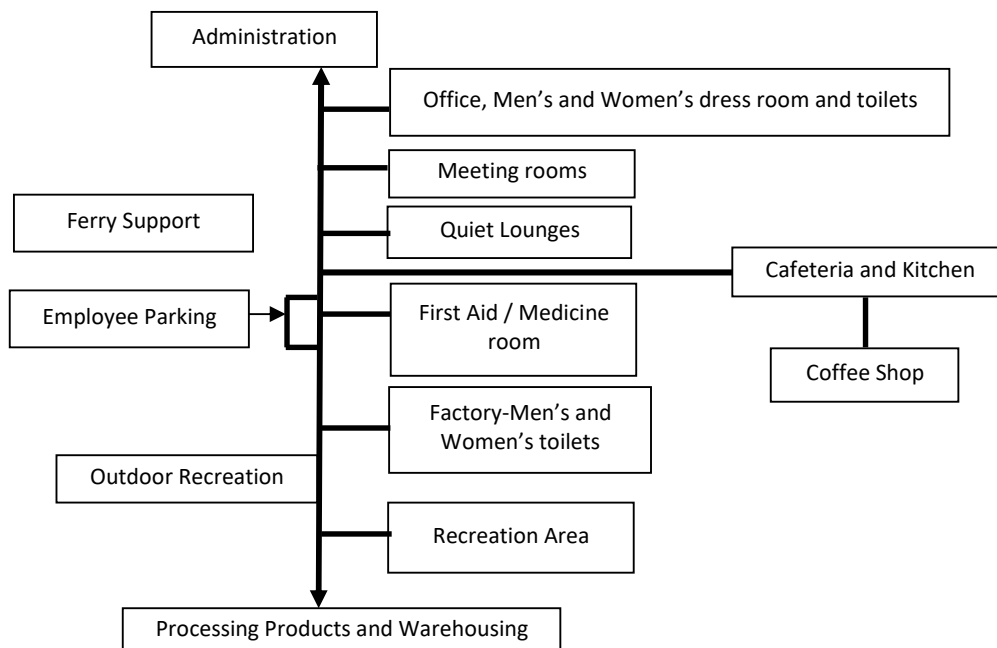 Administration
Office, Men’s and Women’s dress room and toilets
Meeting rooms
Ferry Support
Quiet Lounges
Cafeteria and Kitchen
Employee Parking
First Aid / Medicine
room
Coffee Shop
Factory-Men’s and
Women’s toilets
Outdoor Recreation
Recreation Area
Processing Products and Warehousing